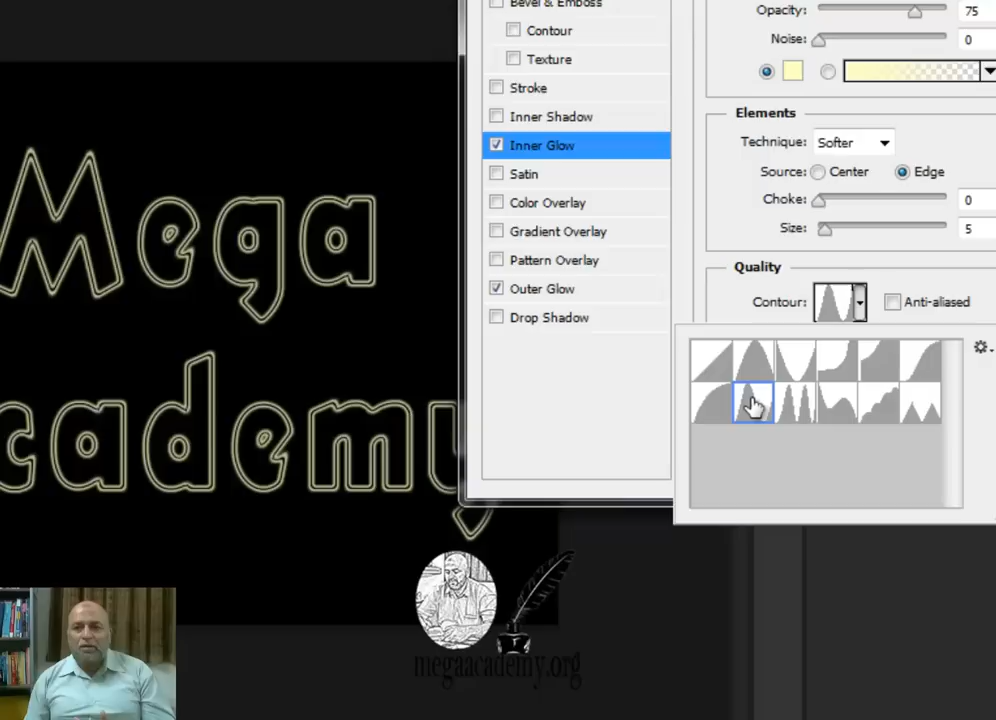 Bevel & Emboss
Contour
Texture
Stroke
Inner Shadow
Inner Glow
Satin
Color Overlay
Gradient Overlay
Pattern Overlay
Outer Glow
Drop Shadow
Opacity: 75
Noise: 0
Elements
Technique: Softer
Source: Center Edge
Choke: 0
Size: 5
Quality
Contour: Anti-aliased
Mega
cademy
megaacademy.org